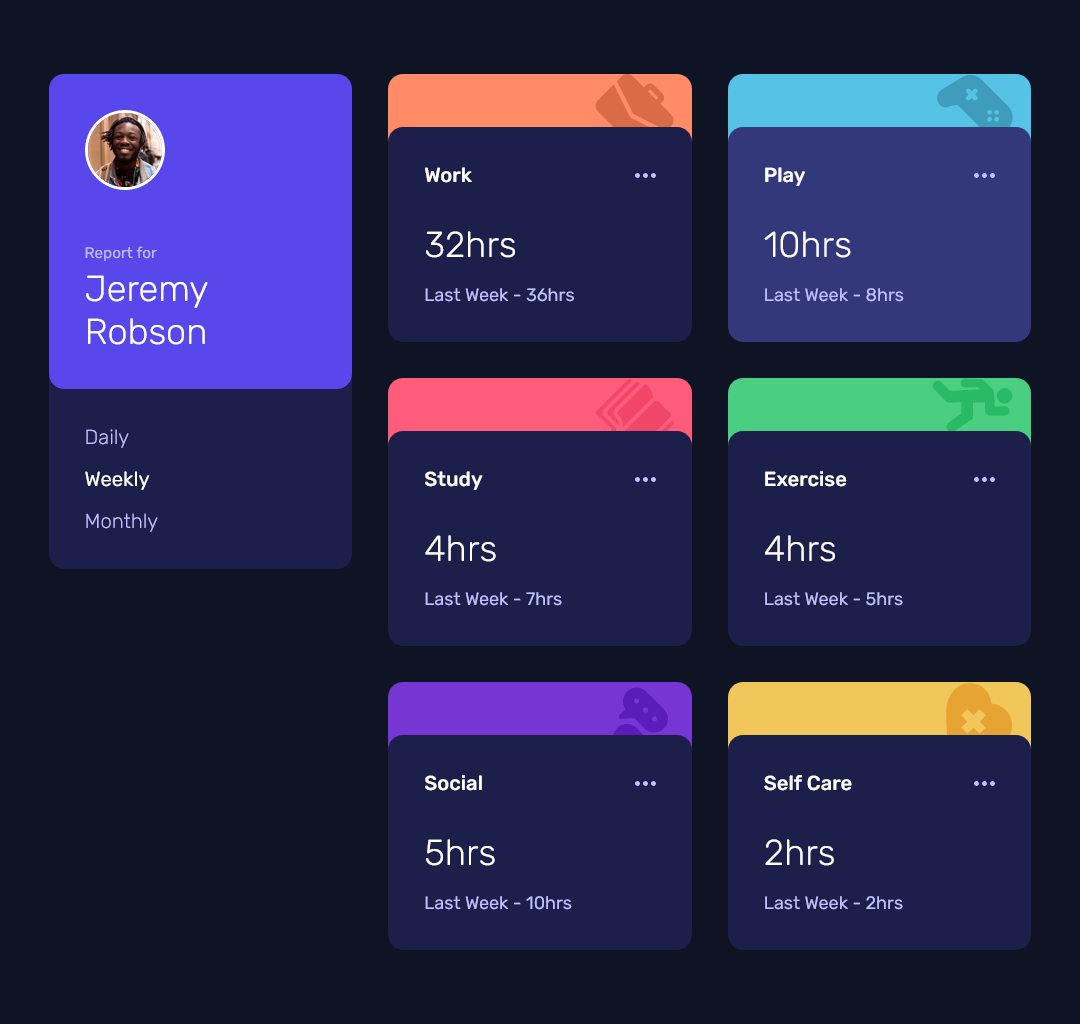 Report for
Jeremy
Robson
Daily
Weekly
Monthly
Work
32hrs
Last Week - 36hrs
Play
10hrs
Last Week - 8hrs
Study
4hrs
Last Week - 7hrs
Exercise
4hrs
Last Week - 5hrs
Social
5hrs
Last Week - 10hrs
Self Care
2hrs
Last Week - 2hrs